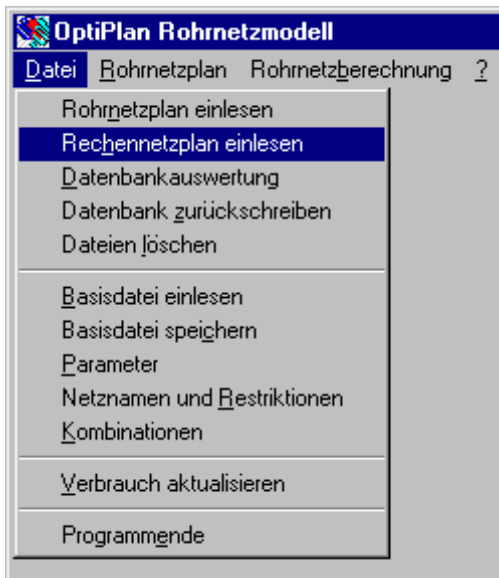 OptiPlan Rohrnetzmodell
Datei Rohrnetzplan Rohrnetzberechnung ?
Rohrnetzplan einlesen
Rechennetzplan einlesen
Datenbankauswertung
Datenbank zurückschreiben
Dateien löschen
Basisdatei einlesen
Basisdatei speichern
Parameter
Netznamen und Restriktionen
Kombinationen
Verbrauch aktualisieren
Programmende